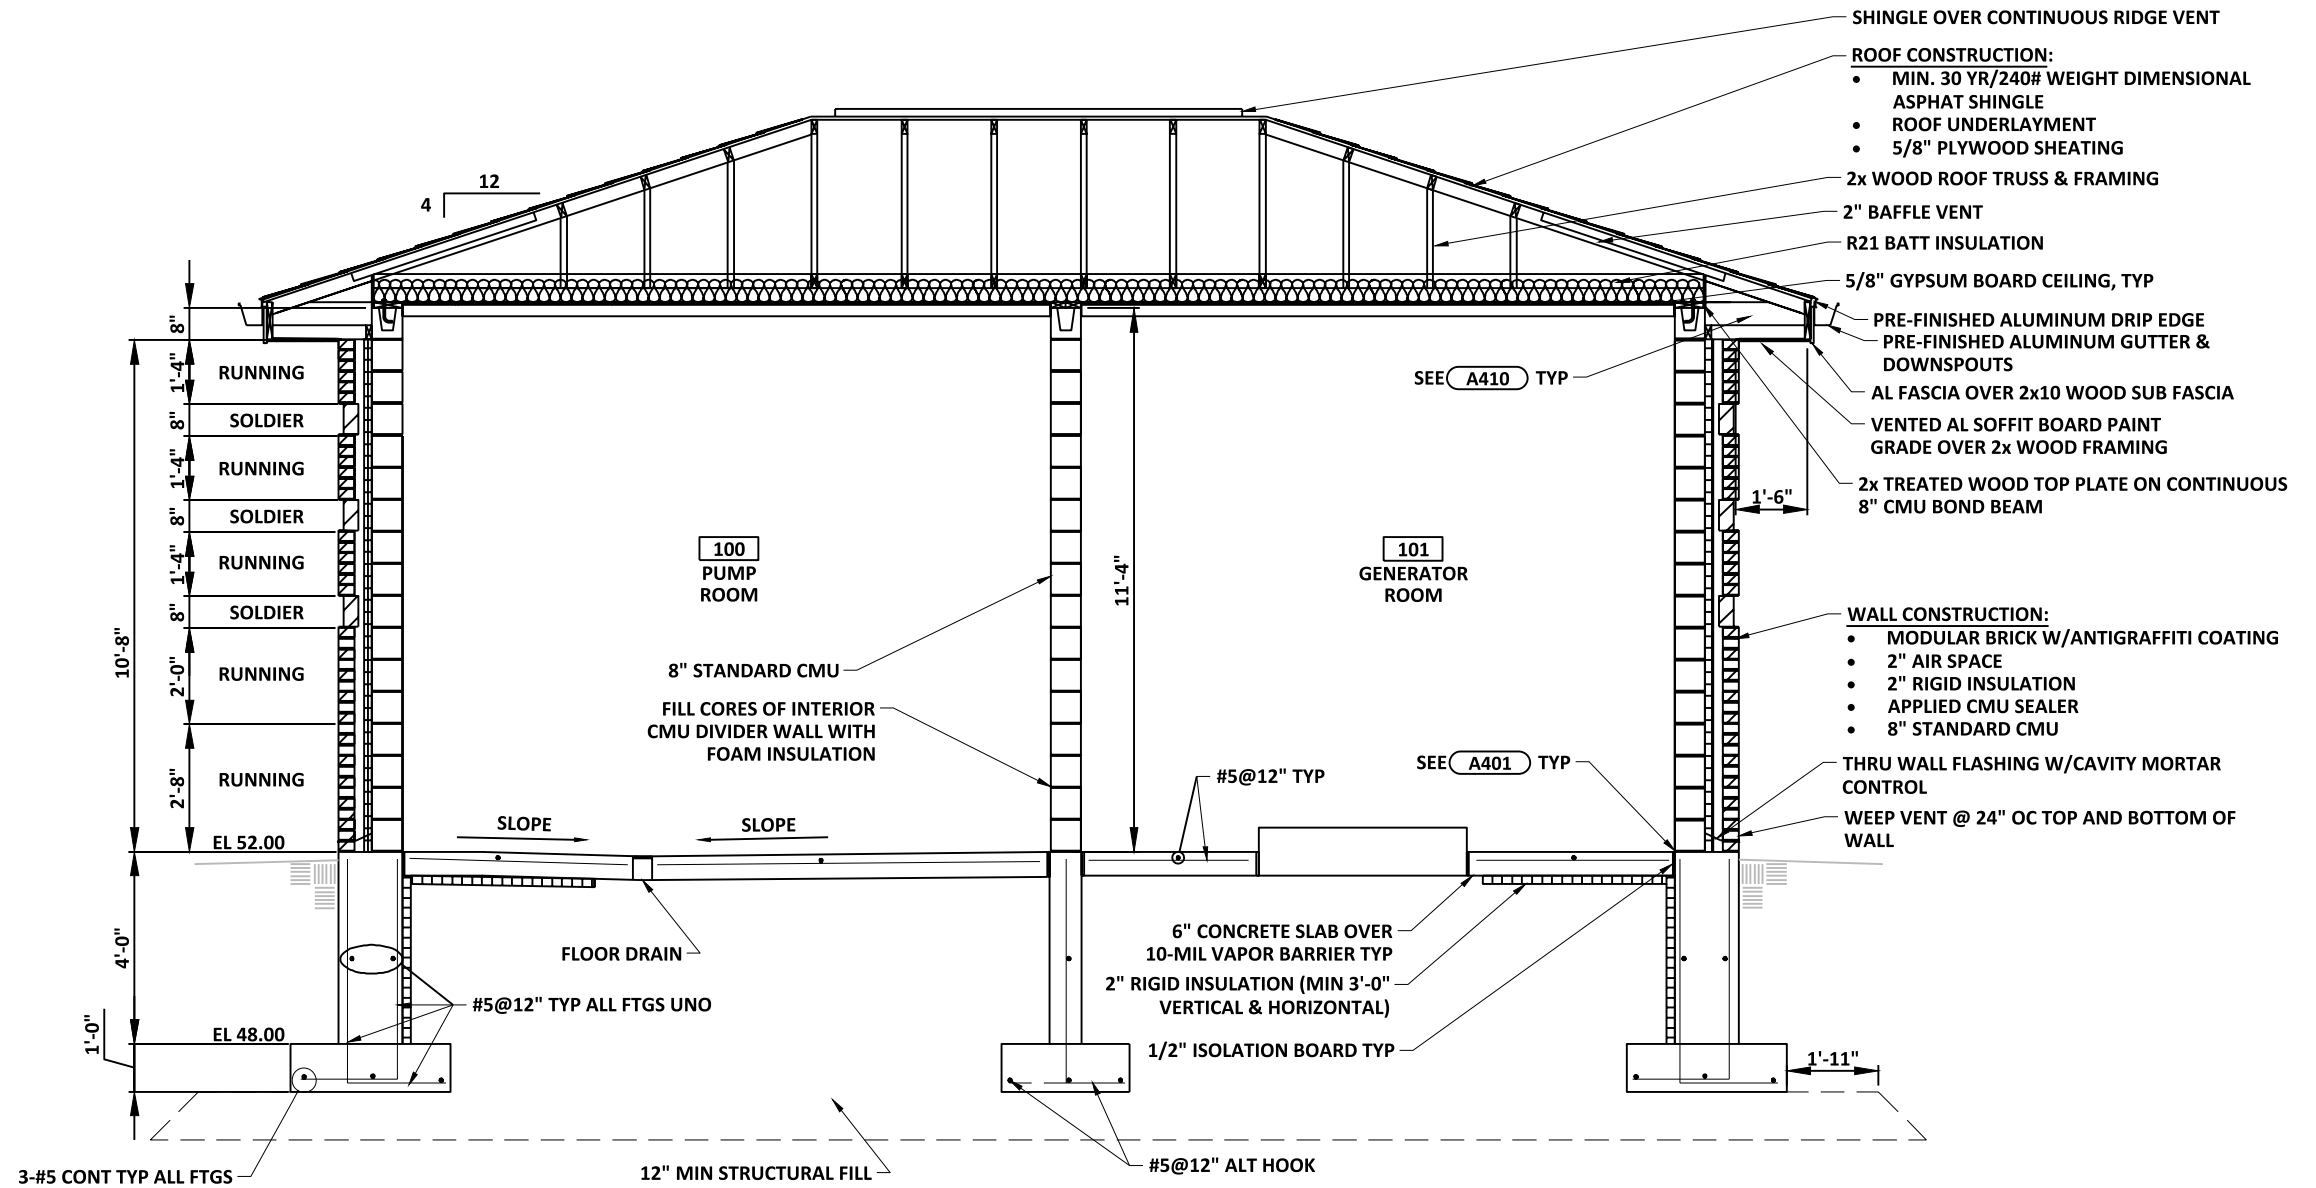 SHINGLE OVER CONTINUOUS RIDGE VENT
ROOF CONSTRUCTION:
• MIN. 30 YR/240# WEIGHT DIMENSIONAL
ASPHAT SHINGLE
• ROOF UNDERLAYMENT
• 5/8" PLYWOOD SHEATING
2x WOOD ROOF TRUSS & FRAMING
2" BAFFLE VENT
R21 BATT INSULATION
5/8" GYPSUM BOARD CEILING, TYP
PRE-FINISHED ALUMINUM DRIP EDGE
PRE-FINISHED ALUMINUM GUTTER &
DOWNSPOUTS
AL FASCIA OVER 2x10 WOOD SUB FASCIA
VENTED AL SOFFIT BOARD PAINT
GRADE OVER 2x WOOD FRAMING
2x TREATED WOOD TOP PLATE ON CONTINUOUS
8" CMU BOND BEAM
1'-6"
WALL CONSTRUCTION:
• MODULAR BRICK W/ANTIGRAFFITI COATING
• 2" AIR SPACE
• 2" RIGID INSULATION
• APPLIED CMU SEALER
• 8" STANDARD CMU
THRU WALL FLASHING W/CAVITY MORTAR
CONTROL
WEEP VENT @ 24" OC TOP AND BOTTOM OF
WALL
12
4
8"
1'-4"
RUNNING
8"
SOLDIER
1'-4"
RUNNING
8"
SOLDIER
1'-4"
RUNNING
8"
SOLDIER
2'-0"
RUNNING
2'-8"
RUNNING
10'-8"
EL 52.00
4'-0"
EL 48.00
1'-0"
3-#5 CONT TYP ALL FTGS
SEE A410 TYP
100
PUMP
ROOM
11'-4"
101
GENERATOR
ROOM
8" STANDARD CMU
FILL CORES OF INTERIOR
CMU DIVIDER WALL WITH
FOAM INSULATION
SEE A401 TYP
#5@12" TYP
SLOPE
SLOPE
FLOOR DRAIN
#5@12" TYP ALL FTGS UNO
6" CONCRETE SLAB OVER
10-MIL VAPOR BARRIER TYP
2" RIGID INSULATION (MIN 3'-0"
VERTICAL & HORIZONTAL)
1/2" ISOLATION BOARD TYP
1'-11"
12" MIN STRUCTURAL FILL
#5@12" ALT HOOK